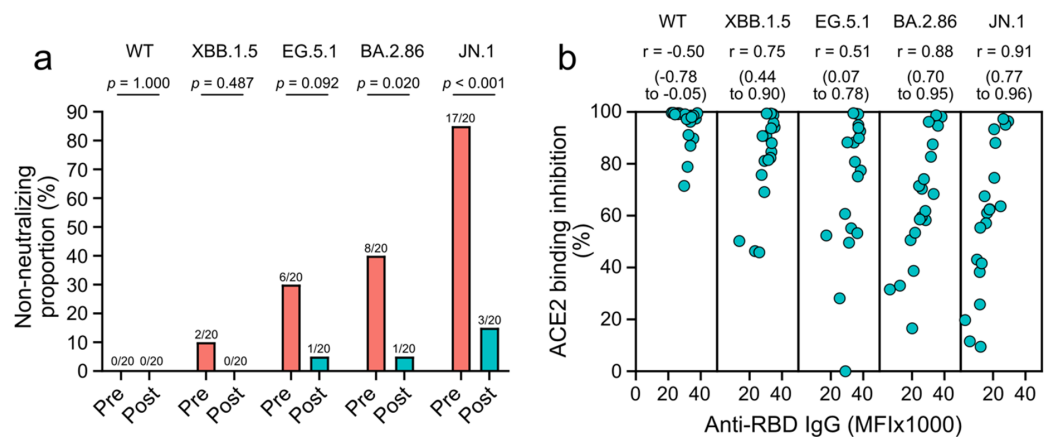 a
WT XBB.1.5 EG.5.1 BA.2.86 JN.1
p = 1.000 p = 0.487 p = 0.092 p = 0.020 p < 0.001
Non-neutralizing
proportion (%)
90
80
70
60
50
40
30
20
10
0
0/20 0/20 2/20 0/20 6/20 1/20 8/20 1/20 17/20 3/20
Pre Post Pre Post Pre Post Pre Post Pre Post
b
WT XBB.1.5 EG.5.1 BA.2.86 JN.1
r = -0.50 r = 0.75 r = 0.51 r = 0.88 r = 0.91
(-0.78 (0.44 (0.07 (0.70 (0.77
to -0.05) to 0.90) to 0.78) to 0.95) to 0.96)
ACE2 binding inhibition
(%)
100
80
60
40
20
0
0 20 40 20 40 20 40 20 40 20 40
Anti-RBD IgG (MFIx1000)